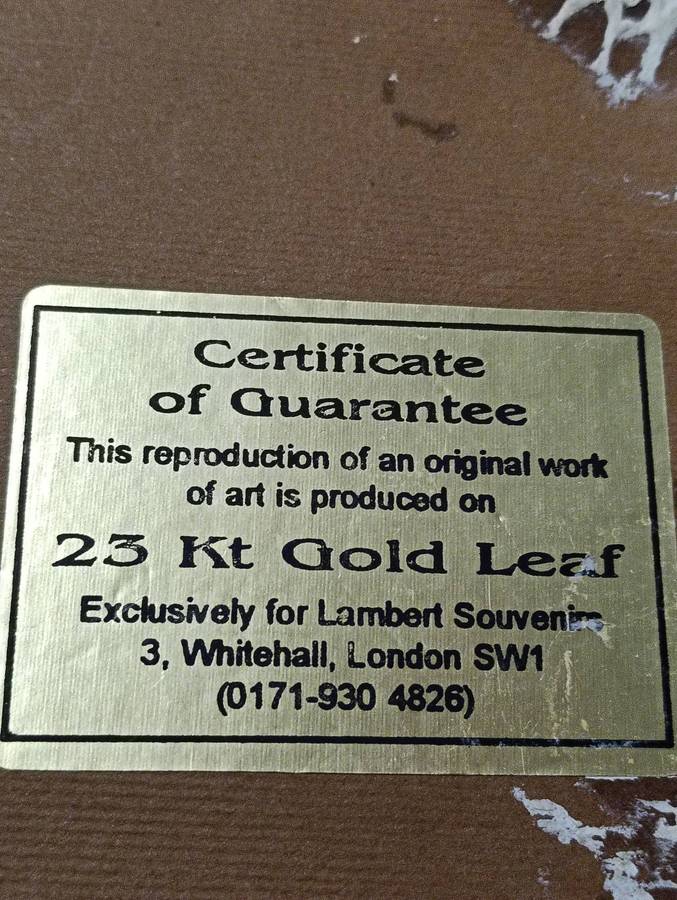 Certificate
of Guarantee
This reproduction of an original work
of art is produced on
23 Kt Gold Leaf
Exclusively for Lambert Souvenirs
3, Whitehall, London SW1
(0171-930 4826)